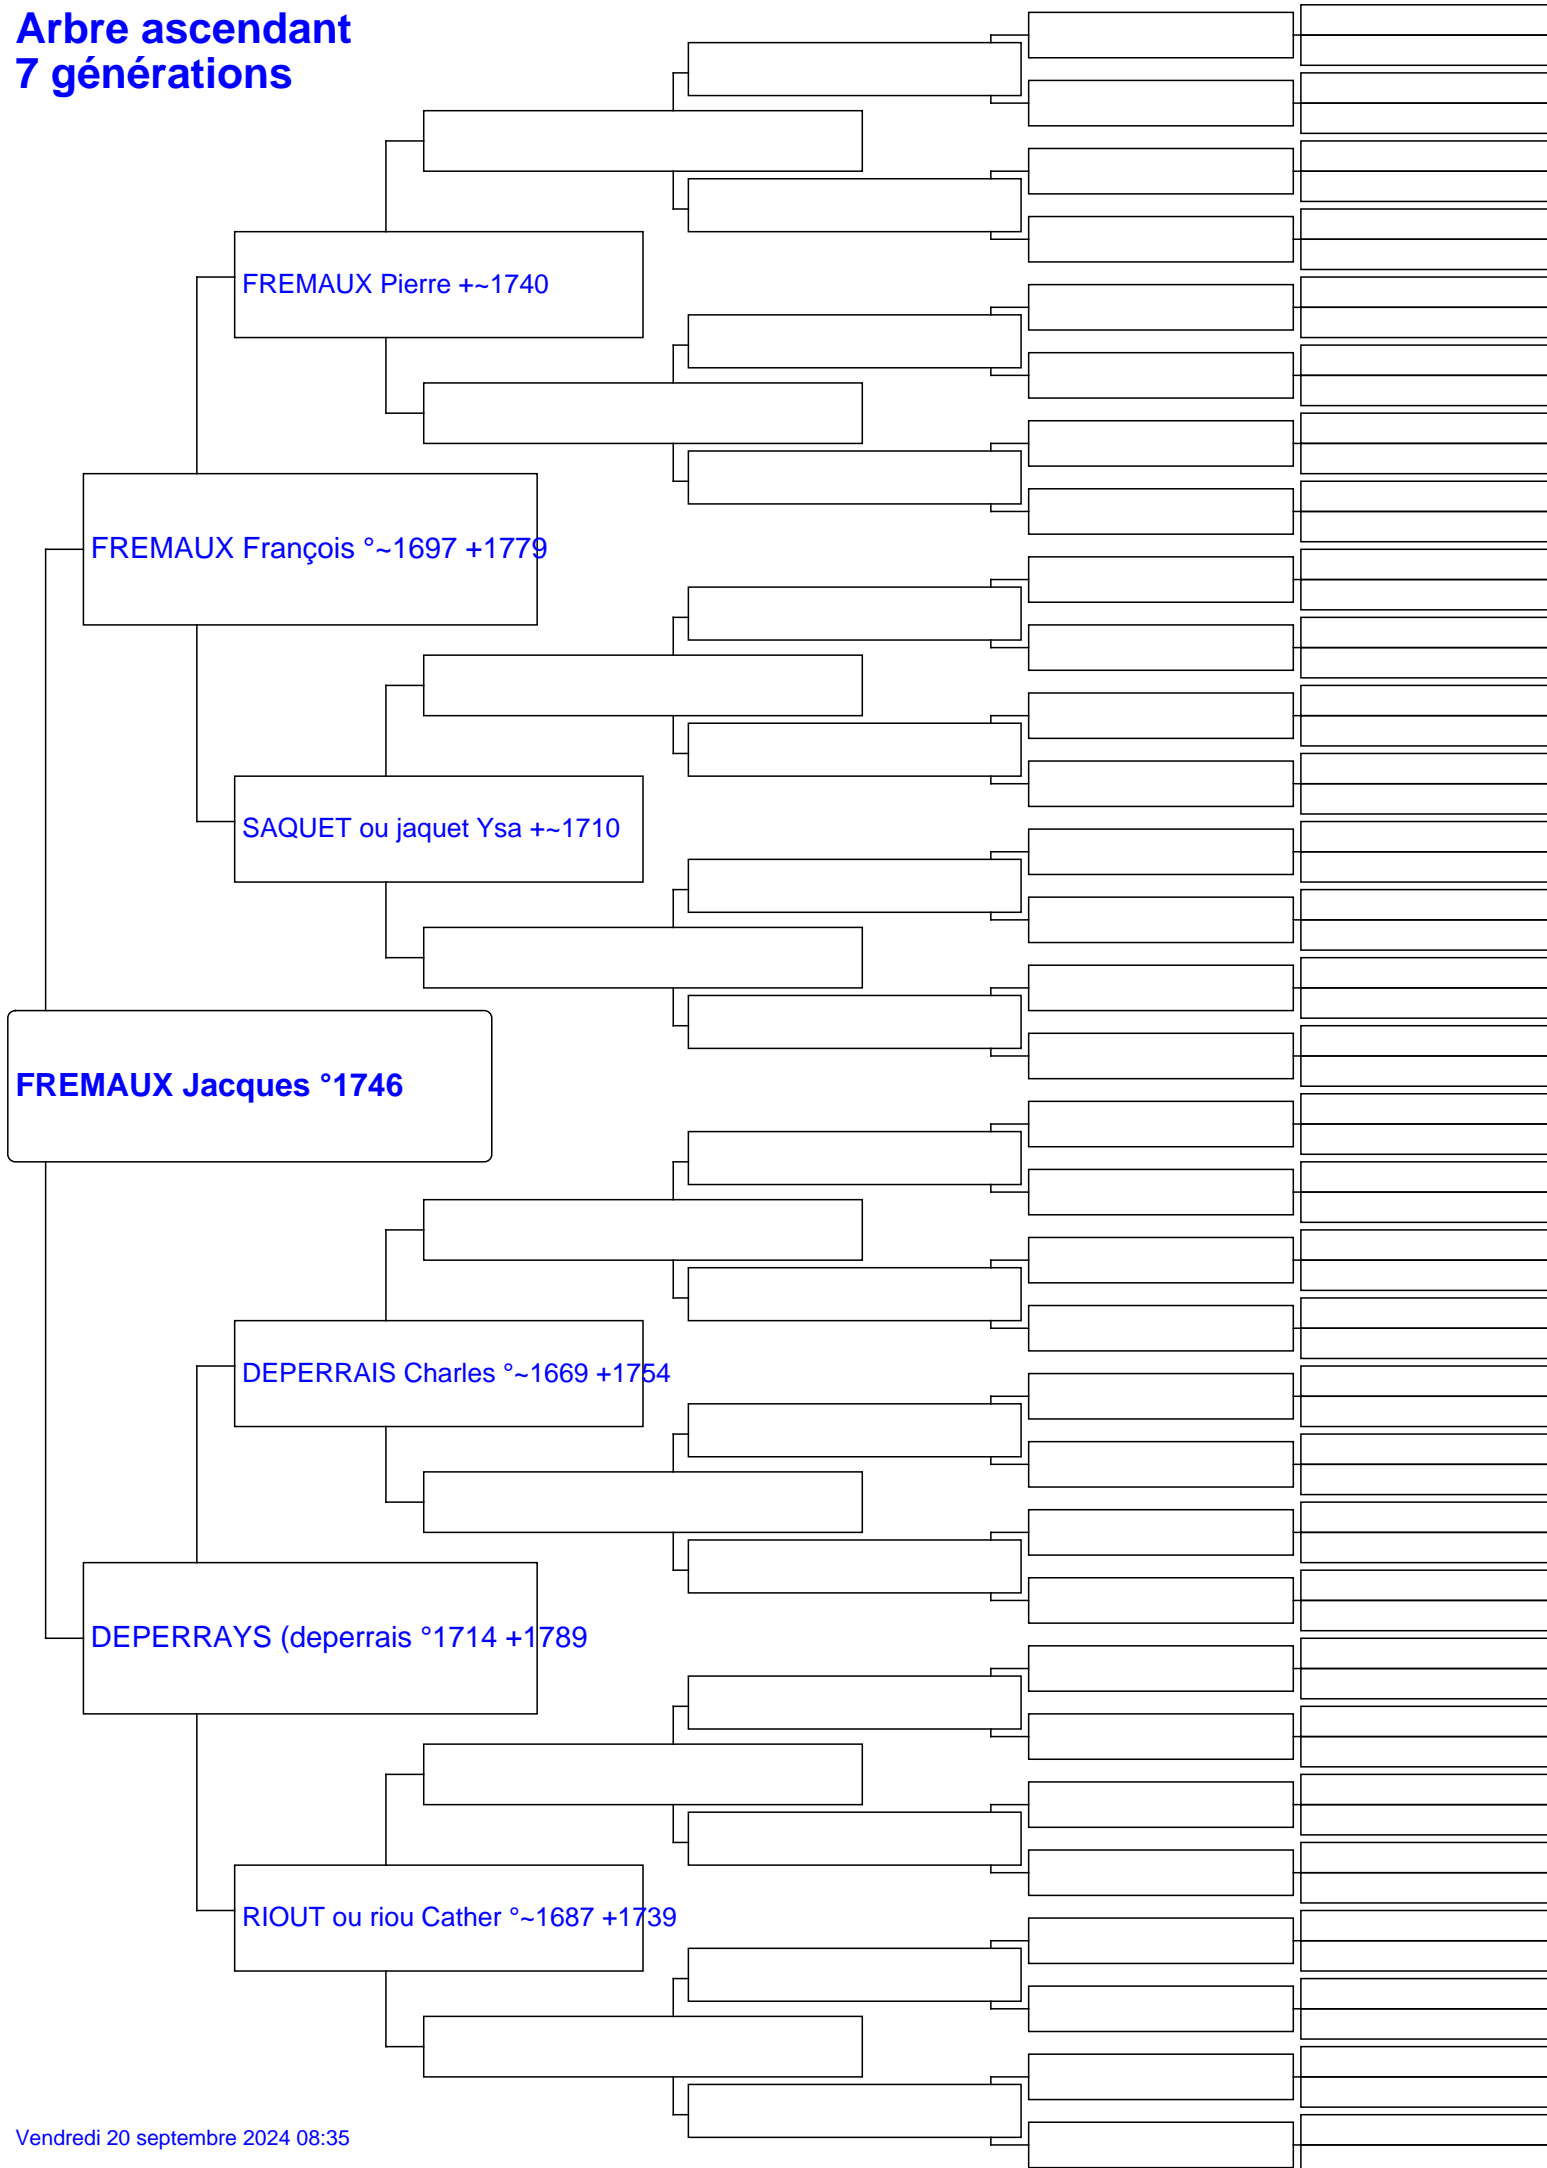 Arbre ascendant
7 générations
FREMAUX Pierre +~1740
FREMAUX François °~1697 +1779
SAQUET ou jaquet Ysa +~1710
FREMAUX Jacques °1746
DEPERRAIS Charles °~1669 +1754
DEPERRAYS (deperrais °1714 +1789
RIOUT ou riou Cather °~1687 +1739
Vendredi 20 septembre 2024 08:35